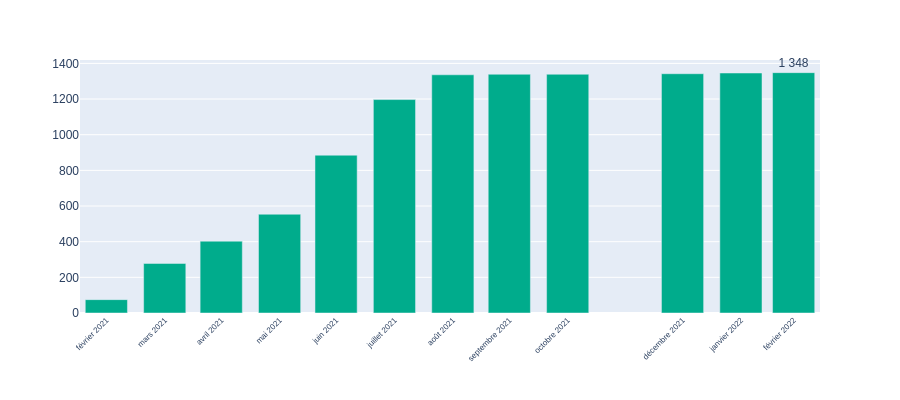 1400
1200
1000
800
600
400
200
0
1 348
février 2021
mars 2021
avril 2021
mai 2021
juin 2021
juillet 2021
août 2021
septembre 2021
octobre 2021
décembre 2021
janvier 2022
février 2022